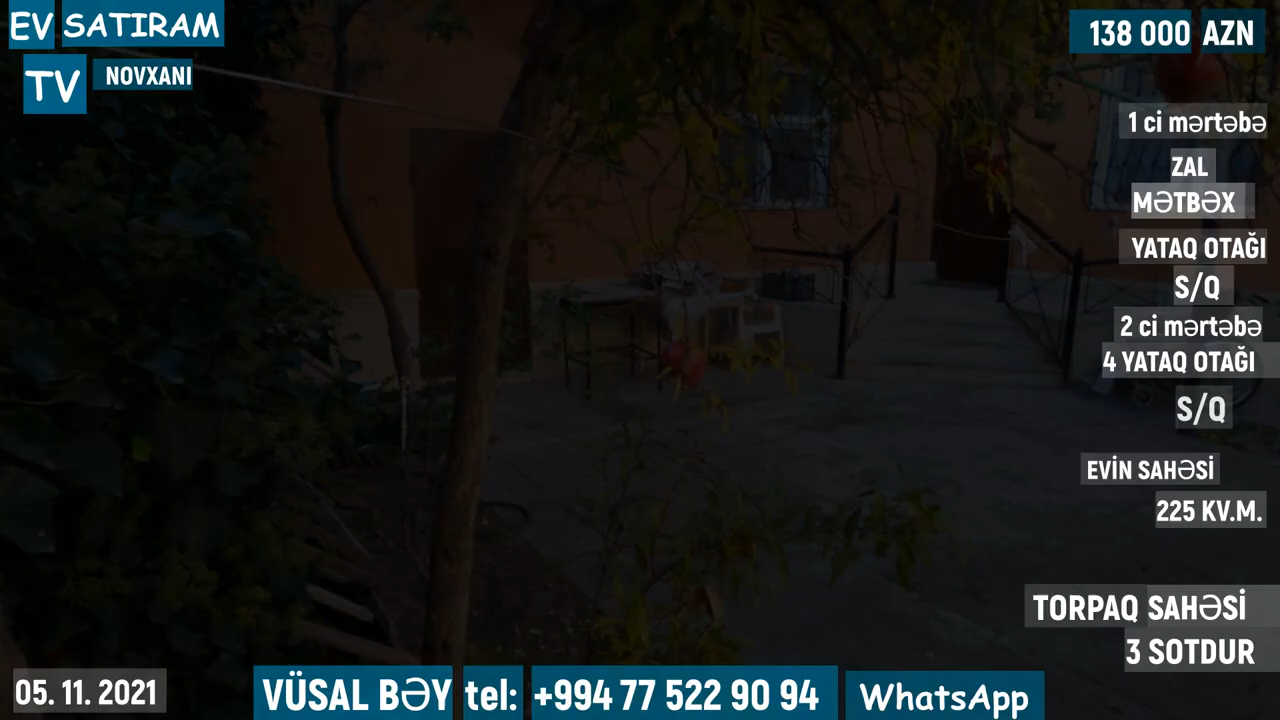 EV SATIRAM
TV NOVXANI
138 000 AZN
1 ci mərtəbə
ZAL
MƏTBƏX
YATAQ OTAĞI
S/Q
2 ci mərtəbə
4 YATAQ OTAĞI
S/Q
EVİN SAHƏSİ
225 KV.M.
TORPAQ SAHƏSİ
3 SOTDUR
05. 11. 2021
VÜSAL BƏY tel: +994 77 522 90 94 WhatsApp